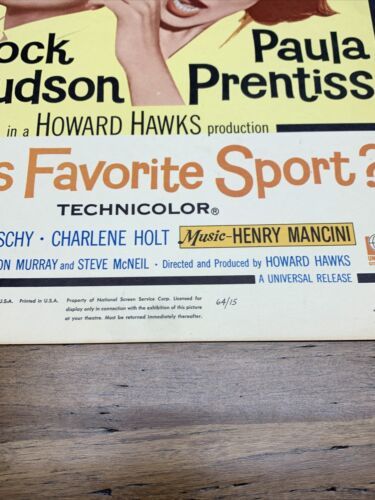 ock Paula
udson Prentiss
in a HOWARD HAWKS production
s Favorite Sport?
TECHNICOLOR®
SCHY · CHARLENE HOLT Music-HENRY MANCINI
ON MURRAY and STEVE McNEIL · Directed and Produced by HOWARD HAWKS
A UNIVERSAL RELEASE
U.S.A. Printed in U.S.A. Property of National Screen Service Corp. Licensed for
display only in connection with the exhibition of this picture
at your theatre. Must be returned immediately thereafter.
64/15